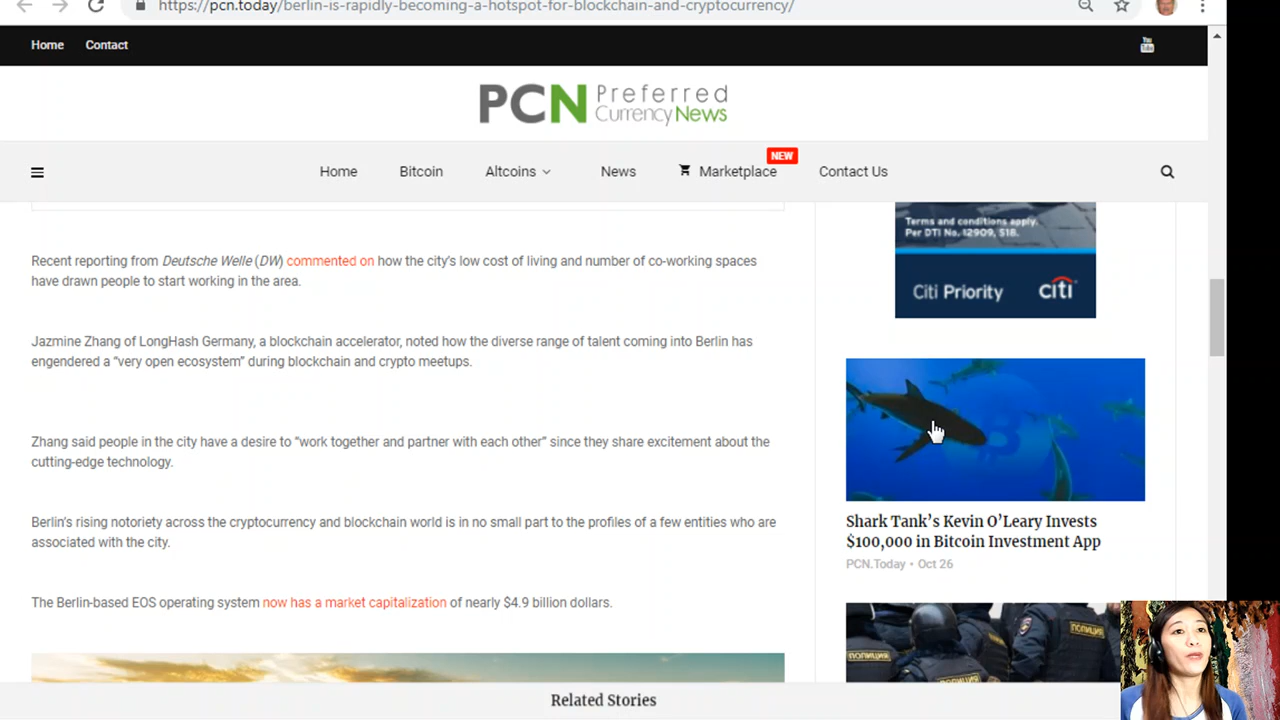 https://pcn.today/berlin-is-rapidly-becoming-a-hotspot-for-blockchain-and-cryptocurrency/
Home Contact
You Tube
PCN Preferred
Currency News
NEW
Home Bitcoin Altcoins News Marketplace Contact Us
Recent reporting from Deutsche Welle (DW) commented on how the city's low cost of living and number of co-working spaces
have drawn people to start working in the area.
Jazmine Zhang of LongHash Germany, a blockchain accelerator, noted how the diverse range of talent coming into Berlin has
engendered a “very open ecosystem” during blockchain and crypto meetups.
Zhang said people in the city have a desire to “work together and partner with each other” since they share excitement about the
cutting-edge technology.
Berlin's rising notoriety across the cryptocurrency and blockchain world is in no small part to the profiles of a few entities who are
associated with the city.
The Berlin-based EOS operating system now has a market capitalization of nearly $4.9 billion dollars.
Terms and conditions apply.
Per DTI No. 12909, S18.
Citi Priority citi
Shark Tank’s Kevin O’Leary Invests
$100,000 in Bitcoin Investment App
PCN.Today • Oct 26
ПОЛИЦИЯ
ПОЛИЦИЯ
Related Stories